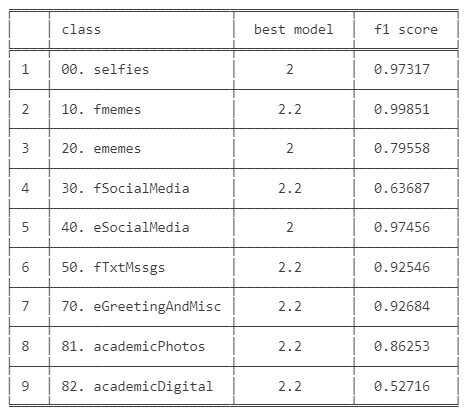 class best model f1 score
1 00. selfies 2 0.97317
2 10. fmemes 2.2 0.99851
3 20. ememes 2 0.79558
4 30. fSocialMedia 2.2 0.63687
5 40. eSocialMedia 2 0.97456
6 50. fTxtMssgs 2.2 0.92546
7 70. eGreetingAndMisc 2.2 0.92684
8 81. academicPhotos 2.2 0.86253
9 82. academicDigital 2.2 0.52716